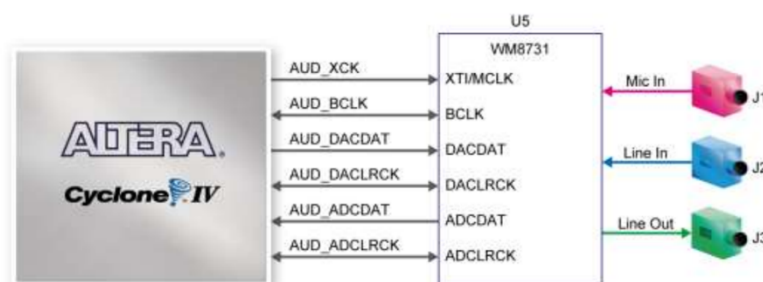 U5
WM8731
AUD_XCK
XTI/MCLK
Mic In
J1
AUD_BCLK
BCLK
ALTERA.
AUD_DACDAT
DACDAT
Line In
J2
Cyclone IV
AUD_DACLRCK
DACLRCK
AUD_ADCDAT
ADCDAT
Line Out
J3
AUD_ADCLRCK
ADCLRCK